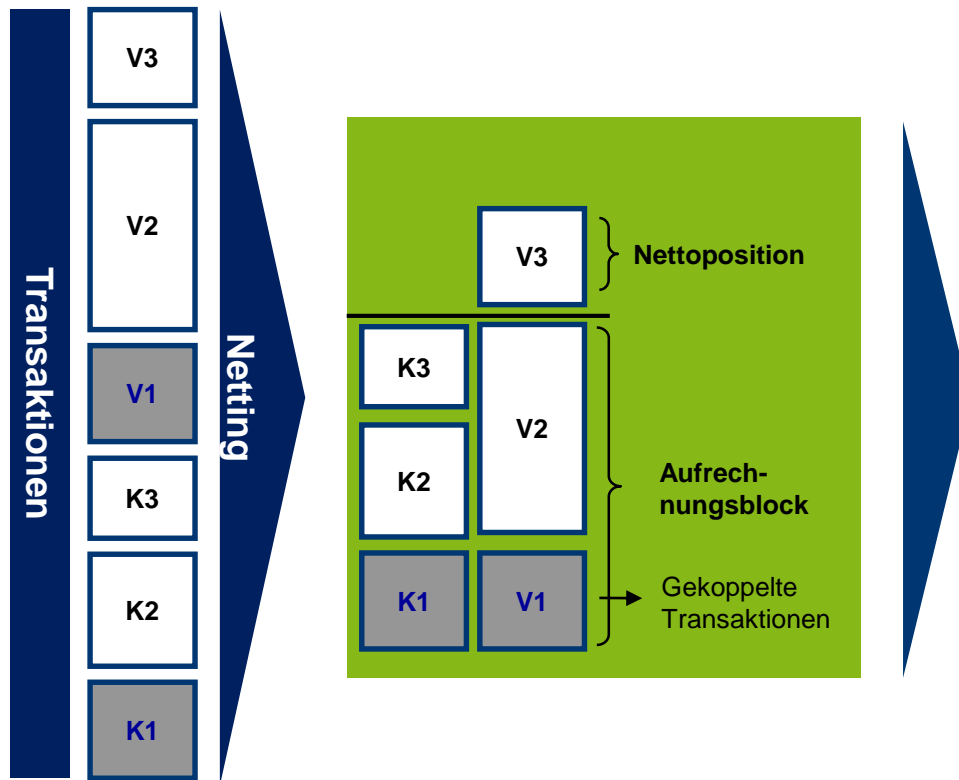 Transaktionen
V3
V2
V1
K3
K2
K1
Netting
V3
Nettoposition
K3
V2
K2
Aufrech-
nungsblock
K1
V1
Gekoppelte
Transaktionen